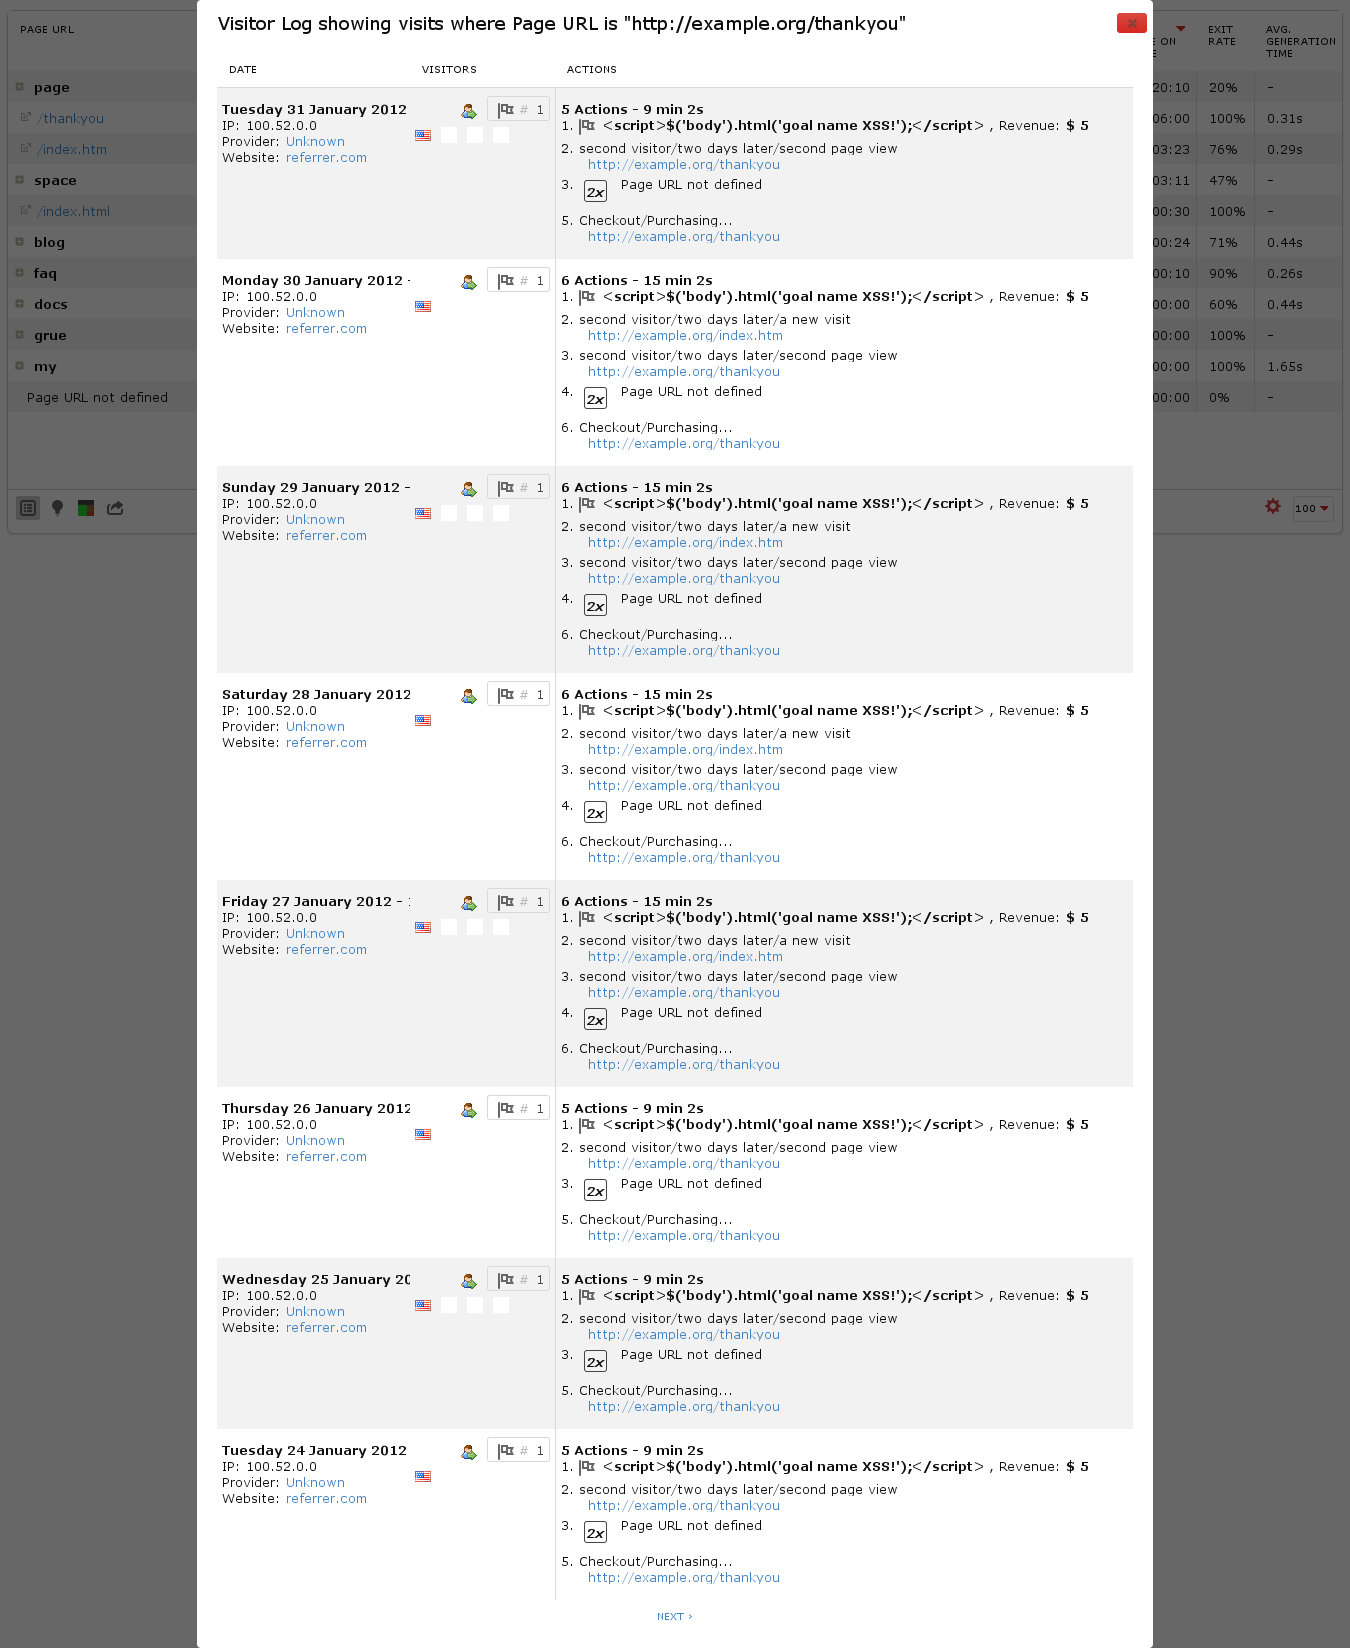 Visitor Log showing visits where Page URL is "http://example.org/thankyou"
DATE VISITORS ACTIONS
Tuesday 31 January 2012 # 1
IP: 100.52.0.0
Provider: Unknown
Website: referrer.com
5 Actions - 9 min 2s
1. <script>$('body').html('goal name XSS!');</script> , Revenue: $ 5
2. second visitor/two days later/second page view
http://example.org/thankyou
3. 2x Page URL not defined
5. Checkout/Purchasing...
http://example.org/thankyou
Monday 30 January 2012 - # 1
IP: 100.52.0.0
Provider: Unknown
Website: referrer.com
6 Actions - 15 min 2s
1. <script>$('body').html('goal name XSS!');</script> , Revenue: $ 5
2. second visitor/two days later/a new visit
http://example.org/index.htm
3. second visitor/two days later/second page view
http://example.org/thankyou
4. 2x Page URL not defined
6. Checkout/Purchasing...
http://example.org/thankyou
Sunday 29 January 2012 - # 1
IP: 100.52.0.0
Provider: Unknown
Website: referrer.com
6 Actions - 15 min 2s
1. <script>$('body').html('goal name XSS!');</script> , Revenue: $ 5
2. second visitor/two days later/a new visit
http://example.org/index.htm
3. second visitor/two days later/second page view
http://example.org/thankyou
4. 2x Page URL not defined
6. Checkout/Purchasing...
http://example.org/thankyou
Saturday 28 January 2012 # 1
IP: 100.52.0.0
Provider: Unknown
Website: referrer.com
6 Actions - 15 min 2s
1. <script>$('body').html('goal name XSS!');</script> , Revenue: $ 5
2. second visitor/two days later/a new visit
http://example.org/index.htm
3. second visitor/two days later/second page view
http://example.org/thankyou
4. 2x Page URL not defined
6. Checkout/Purchasing...
http://example.org/thankyou
Friday 27 January 2012 - # 1
IP: 100.52.0.0
Provider: Unknown
Website: referrer.com
6 Actions - 15 min 2s
1. <script>$('body').html('goal name XSS!');</script> , Revenue: $ 5
2. second visitor/two days later/a new visit
http://example.org/index.htm
3. second visitor/two days later/second page view
http://example.org/thankyou
4. 2x Page URL not defined
6. Checkout/Purchasing...
http://example.org/thankyou
Thursday 26 January 2012 # 1
IP: 100.52.0.0
Provider: Unknown
Website: referrer.com
5 Actions - 9 min 2s
1. <script>$('body').html('goal name XSS!');</script> , Revenue: $ 5
2. second visitor/two days later/second page view
http://example.org/thankyou
3. 2x Page URL not defined
5. Checkout/Purchasing...
http://example.org/thankyou
Wednesday 25 January 20 # 1
IP: 100.52.0.0
Provider: Unknown
Website: referrer.com
5 Actions - 9 min 2s
1. <script>$('body').html('goal name XSS!');</script> , Revenue: $ 5
2. second visitor/two days later/second page view
http://example.org/thankyou
3. 2x Page URL not defined
5. Checkout/Purchasing...
http://example.org/thankyou
Tuesday 24 January 2012 # 1
IP: 100.52.0.0
Provider: Unknown
Website: referrer.com
5 Actions - 9 min 2s
1. <script>$('body').html('goal name XSS!');</script> , Revenue: $ 5
2. second visitor/two days later/second page view
http://example.org/thankyou
3. 2x Page URL not defined
5. Checkout/Purchasing...
http://example.org/thankyou
NEXT ›
PAGE URL
page
/thankyou
/index.htm
space
/index.html
blog
faq
docs
grue
my
Page URL not defined
ON EXIT RATE AVG. GENERATION TIME
20:10 20% -
06:00 100% 0.31s
03:23 76% 0.29s
03:11 47% -
00:30 100% -
00:24 71% 0.44s
00:10 90% 0.26s
00:00 60% 0.44s
00:00 100% -
00:00 100% 1.65s
00:00 0% -
100